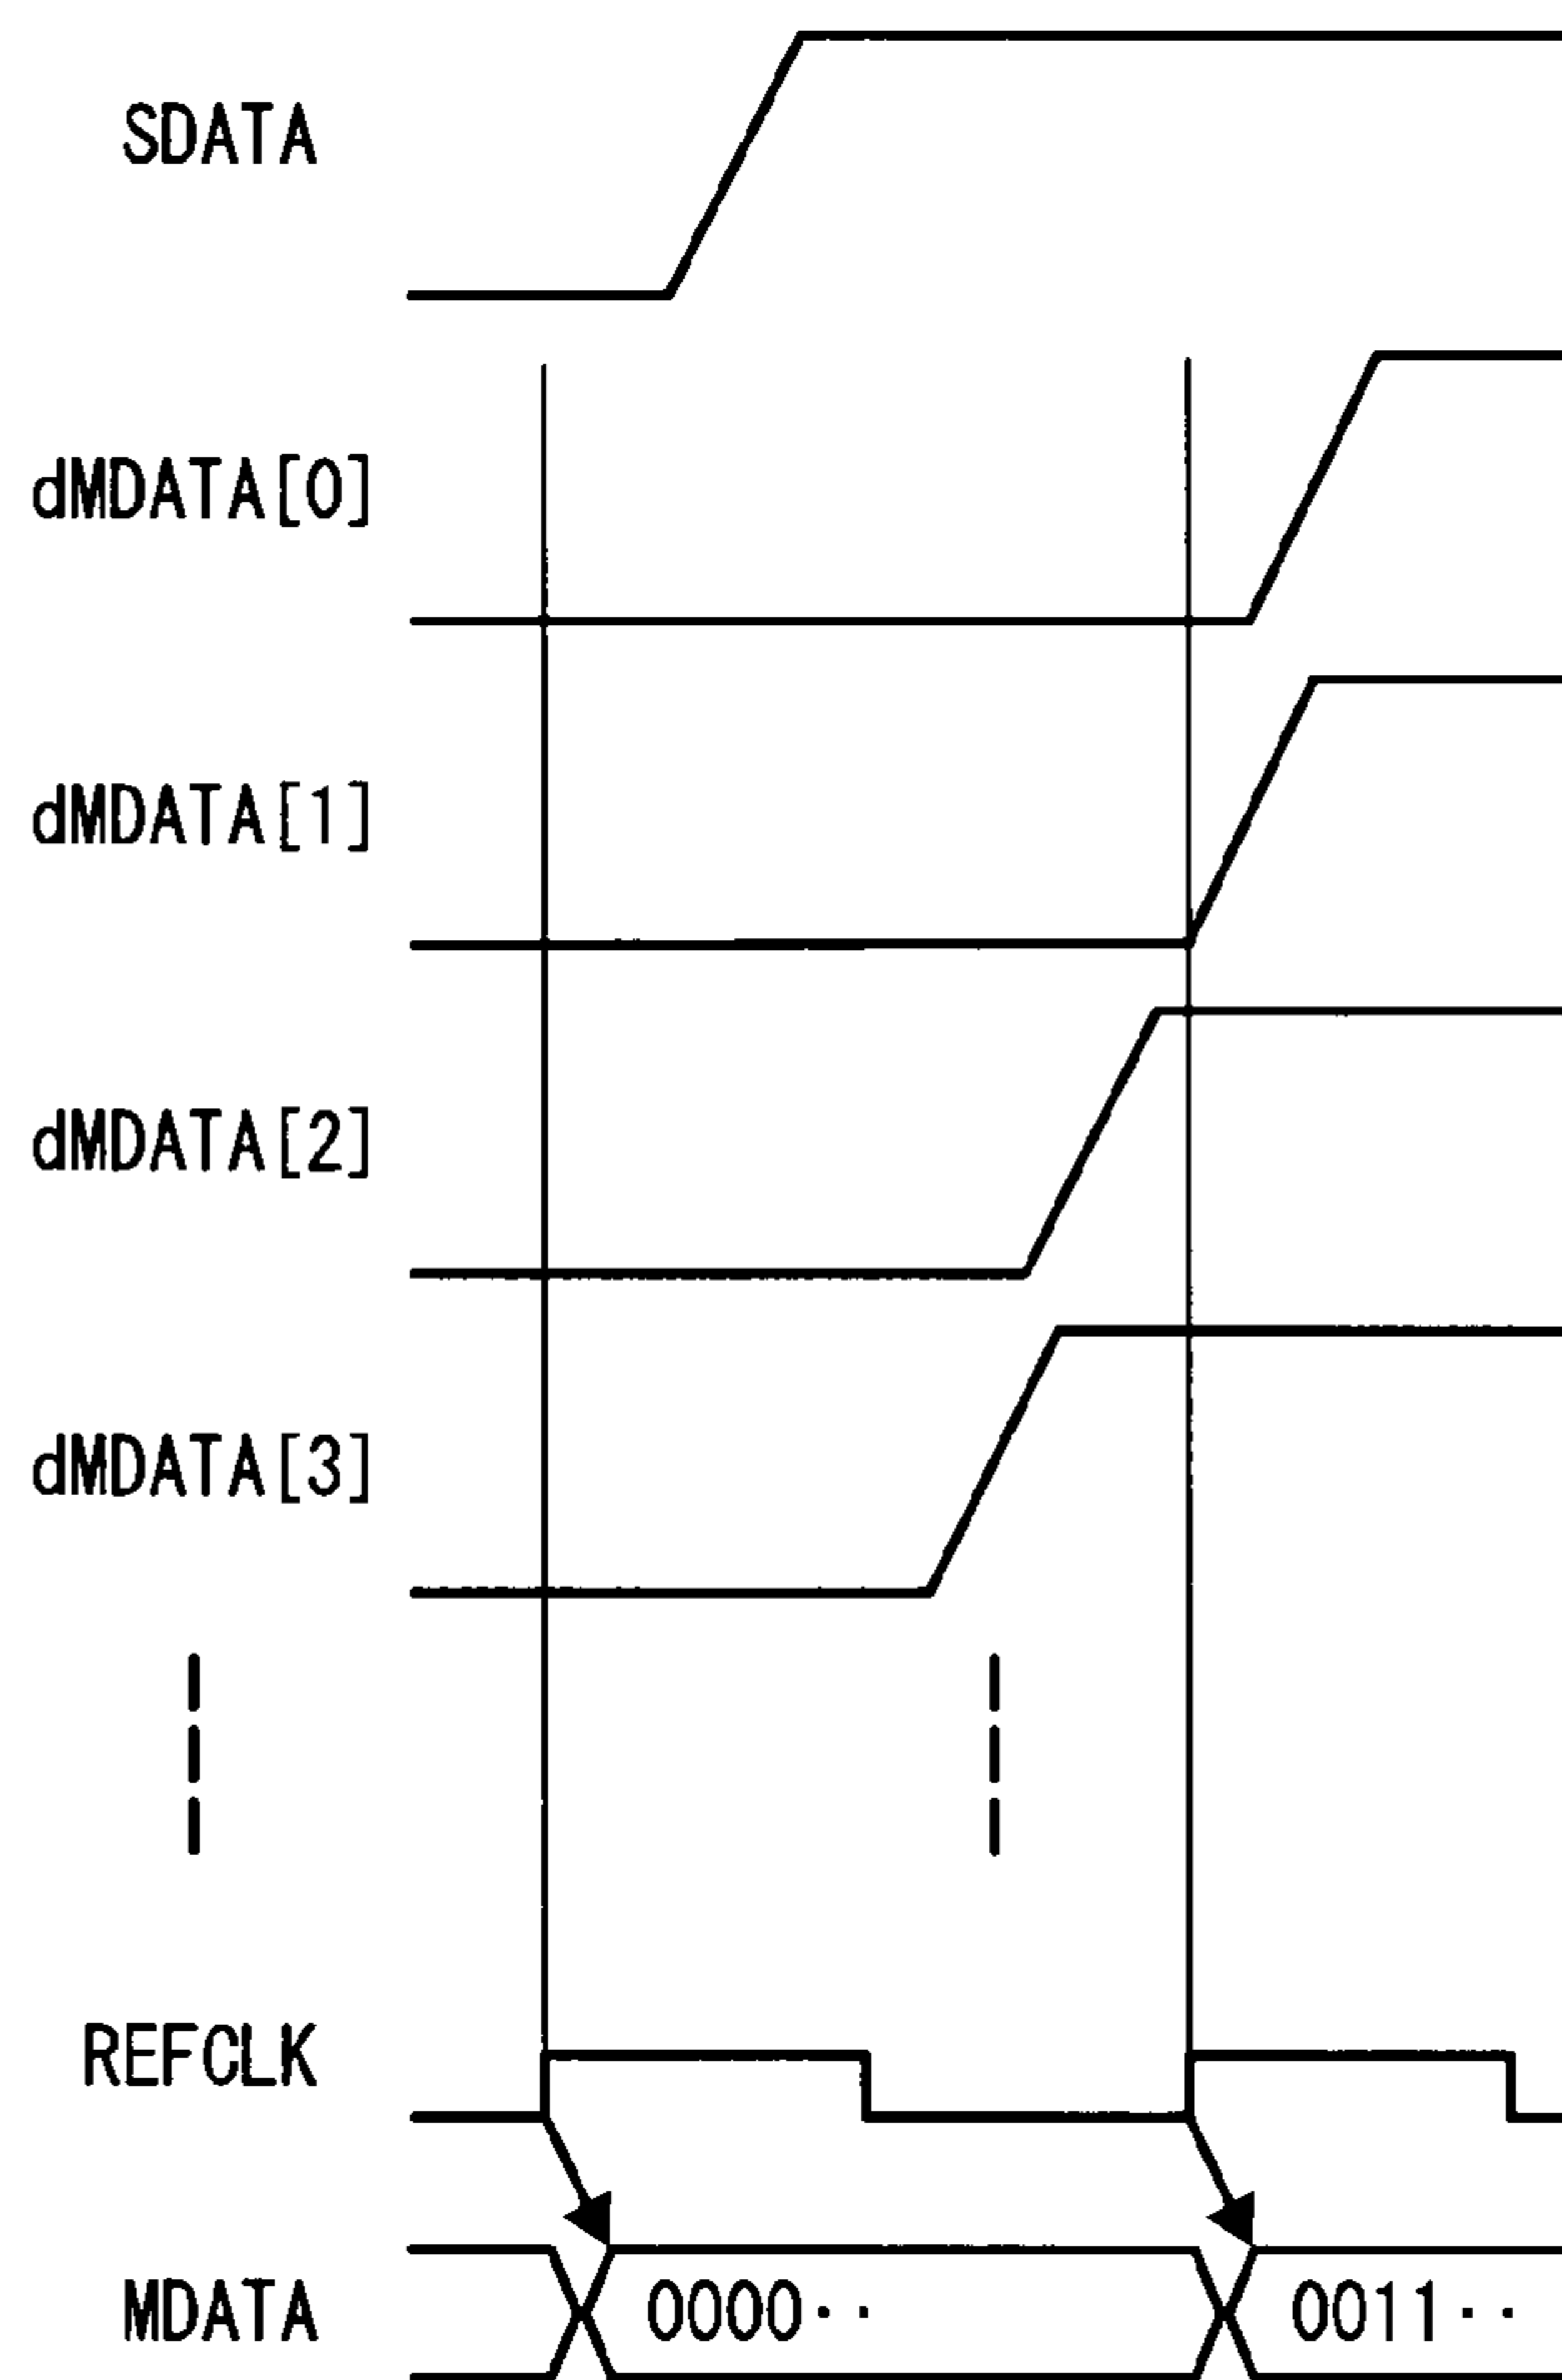 SDATA
dMDATA[0]
dMDATA[1]
dMDATA[2]
dMDATA[3]
REFCLK
MDATA 0000·· 0011··